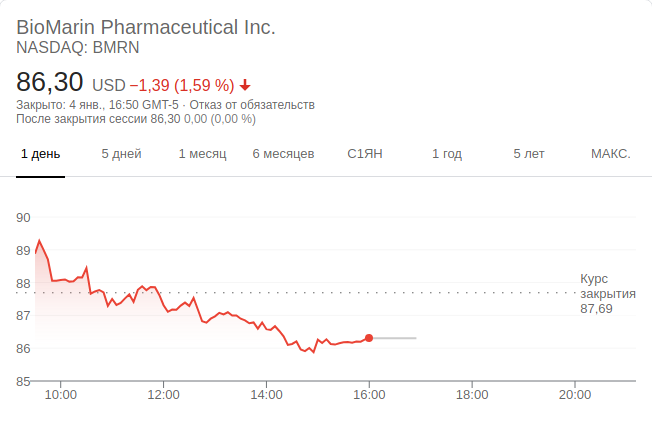 BioMarin Pharmaceutical Inc.
NASDAQ: BMRN
86,30 USD −1,39 (1,59 %)
Закрыто: 4 янв., 16:50 GMT-5 · Отказ от обязательств
После закрытия сессии 86,30 0,00 (0,00 %)
1 день 5 дней 1 месяц 6 месяцев С1ЯН 1 год 5 лет МАКС.
90
89
88
87
86
85
Курс
закрытия
87,69
10:00 12:00 14:00 16:00 18:00 20:00